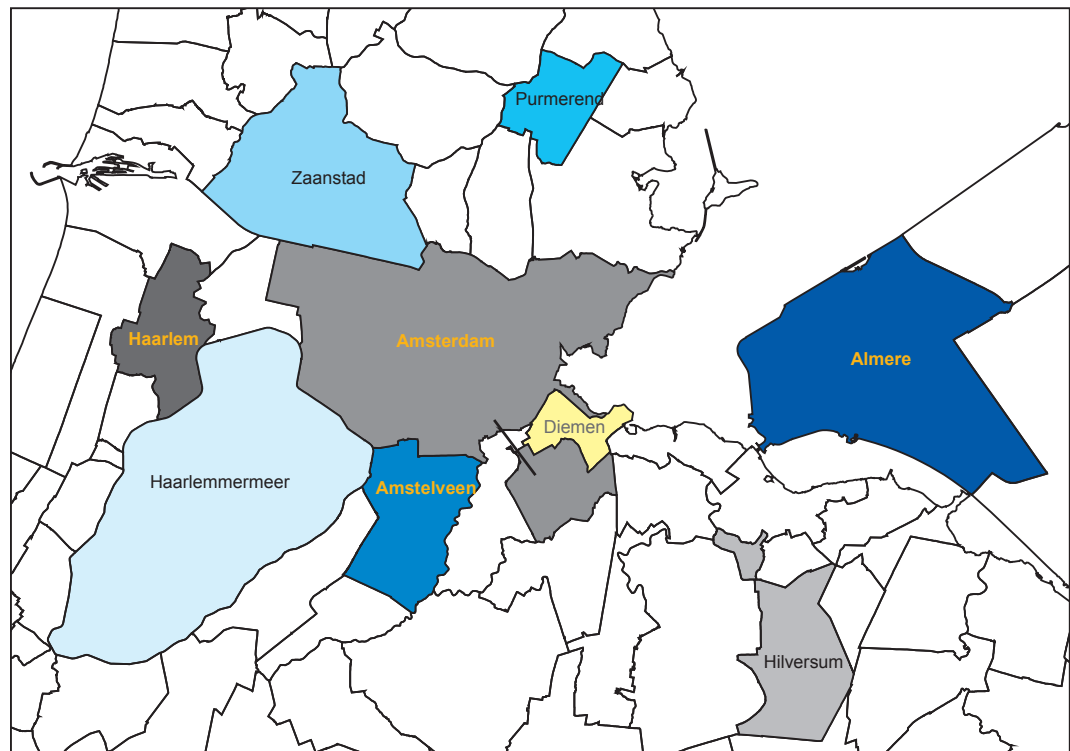 Purmerend
Zaanstad
Haarlem
Amsterdam
Almere
Diemen
Haarlemmermeer
Amstelveen
Hilversum